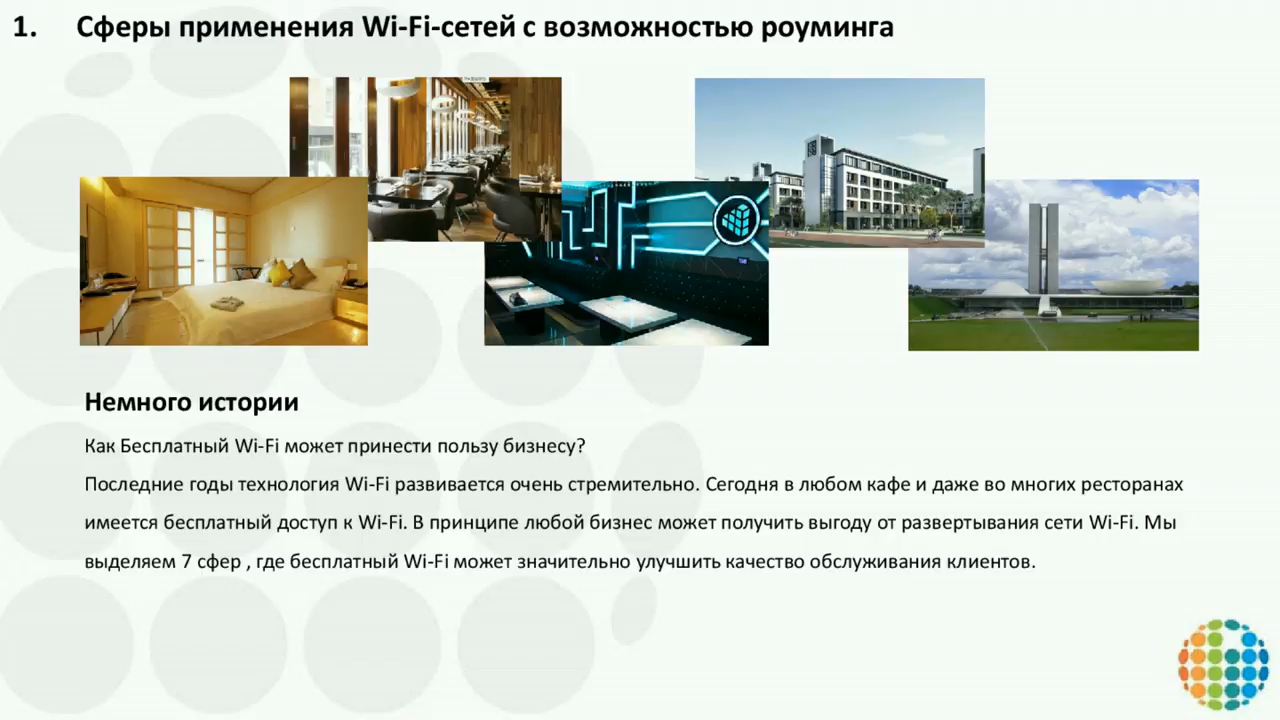 1. Сферы применения Wi-Fi-сетей с возможностью роуминга
Немного истории
Как Бесплатный Wi-Fi может принести пользу бизнесу?
Последние годы технология Wi-Fi развивается очень стремительно. Сегодня в любом кафе и даже во многих ресторанах
имеется бесплатный доступ к Wi-Fi. В принципе любой бизнес может получить выгоду от развертывания сети Wi-Fi. Мы
выделяем 7 сфер , где бесплатный Wi-Fi может значительно улучшить качество обслуживания клиентов.